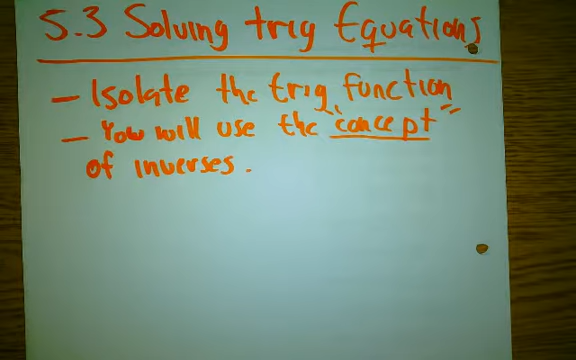 5.3 Solving trig Equations
- Isolate the trig function
- You will use the "concept"
of inverses.